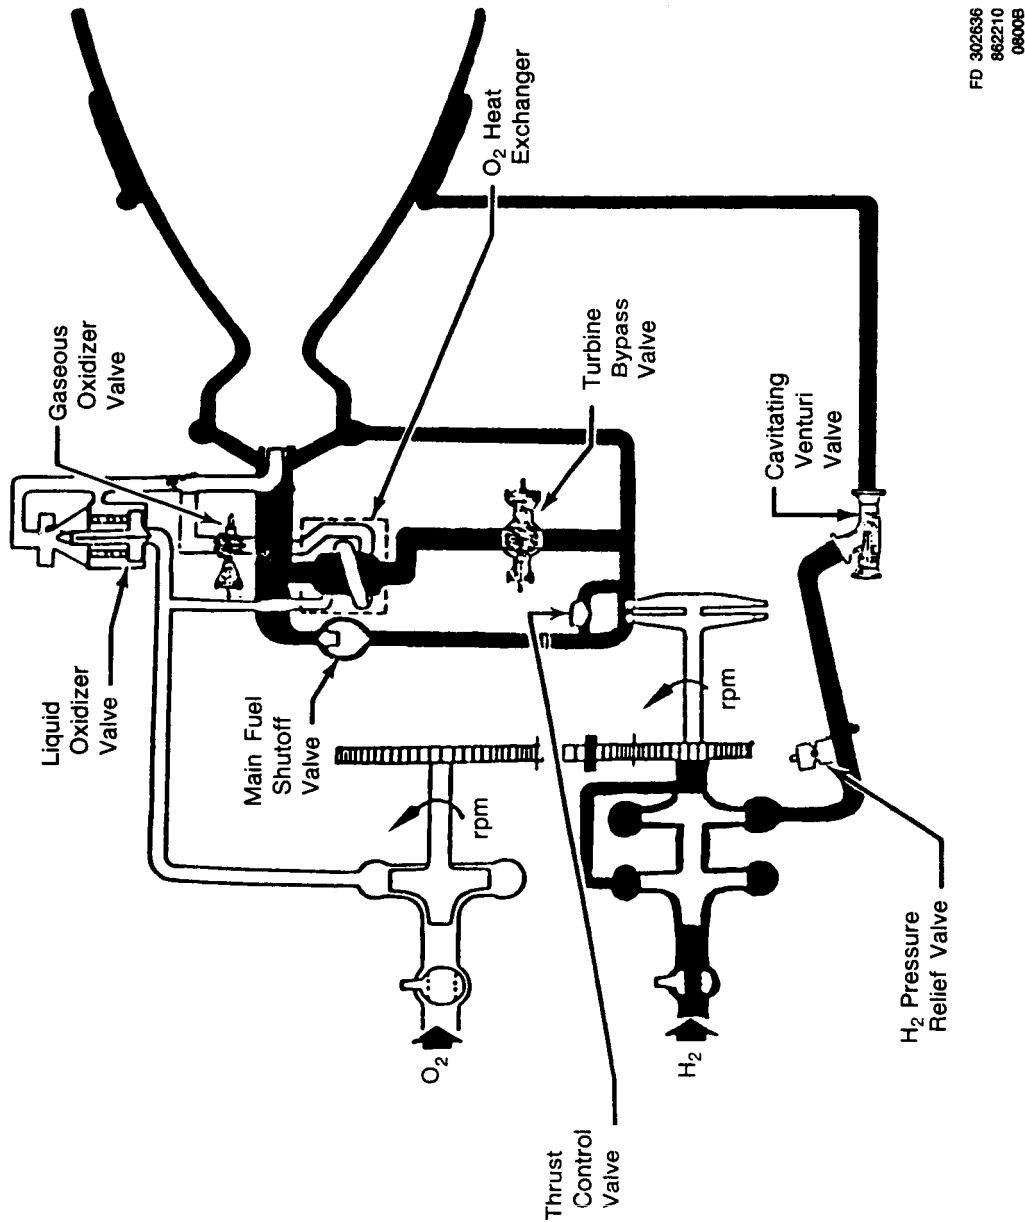 Gaseous
Oxidizer
Valve
O2 Heat
Exchanger
Liquid
Oxidizer
Valve
Turbine
Bypass
Valve
Cavitating
Venturi
Valve
Main Fuel
Shutoff
Valve
rpm
rpm
O2
H2
Thrust
Control
Valve
H2 Pressure
Relief Valve
FD 302636
862210
0800B